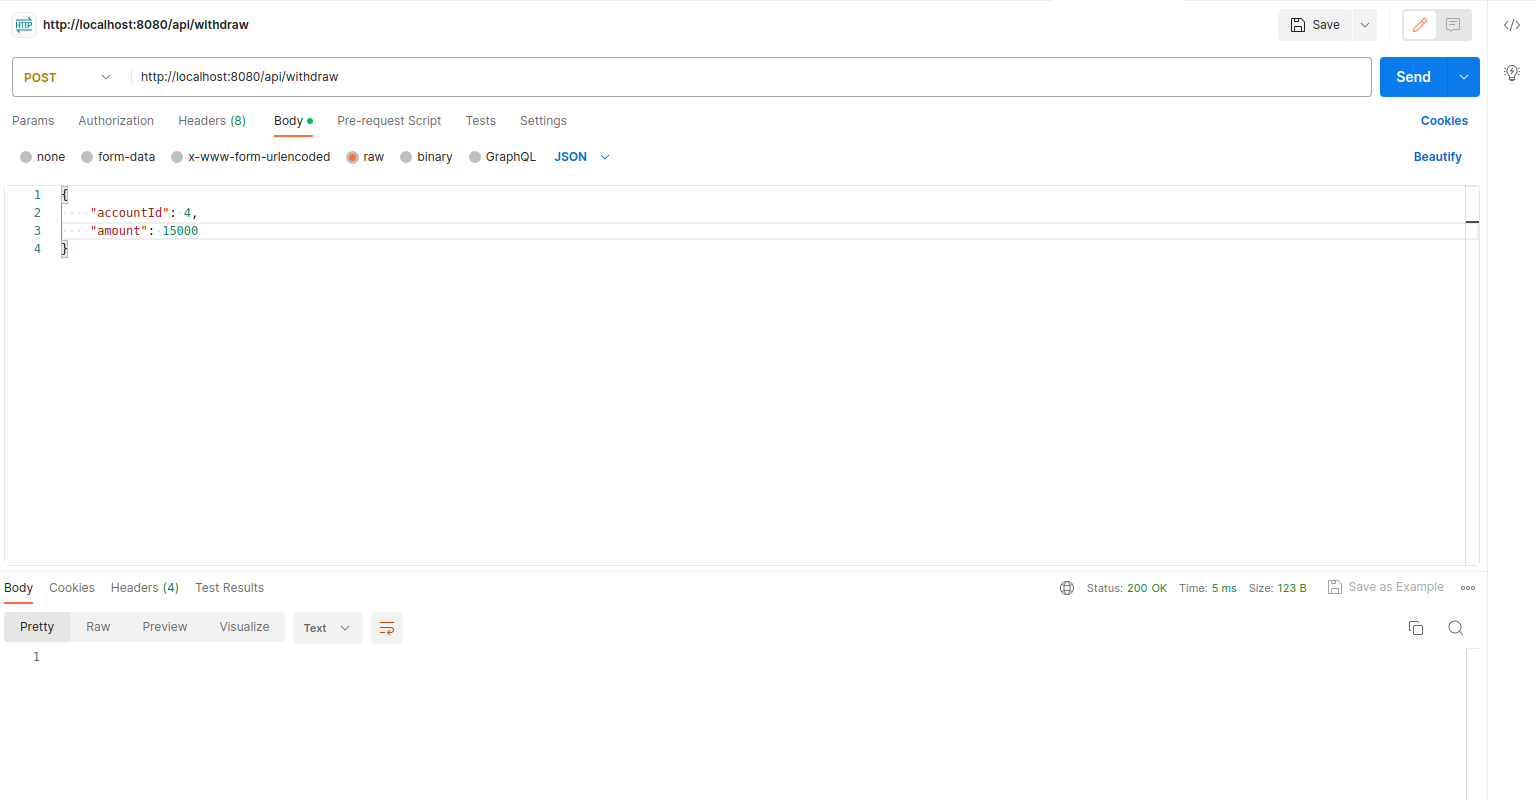 HTTP http://localhost:8080/api/withdraw Save
POST http://localhost:8080/api/withdraw Send
Params Authorization Headers (8) Body Pre-request Script Tests Settings Cookies
none form-data x-www-form-urlencoded raw binary GraphQL JSON Beautify
1 {
2 "accountId": 4,
3 "amount": 15000
4 }
Body Cookies Headers (4) Test Results Status: 200 OK Time: 5 ms Size: 123 B Save as Example
Pretty Raw Preview Visualize Text
1